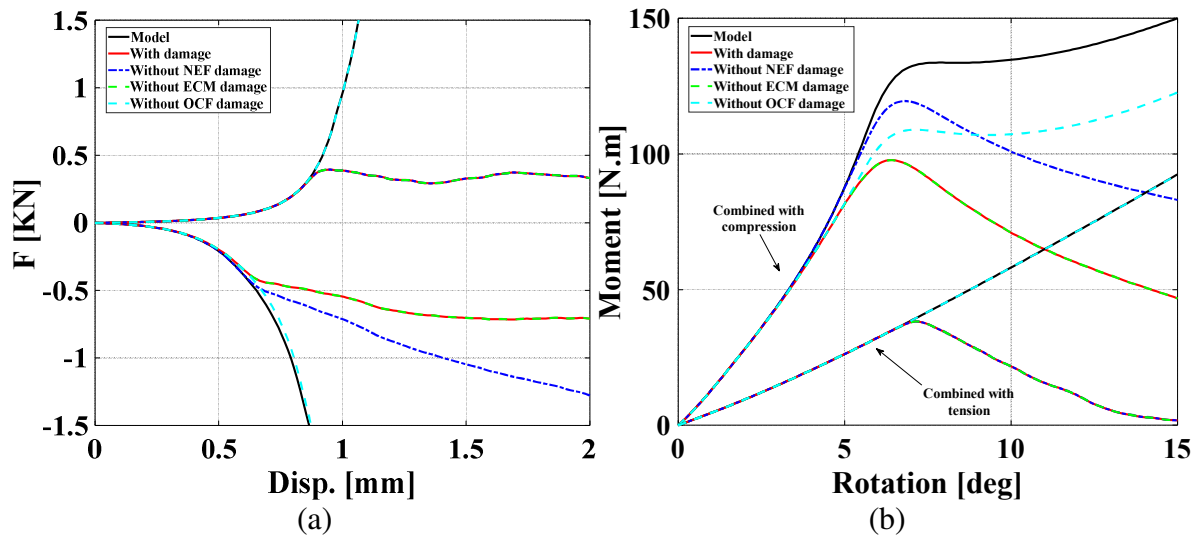 Model
With damage
Without NEF damage
Without ECM damage
Without OCF damage
1.5
1
0.5
0
-0.5
-1
-1.5
F [KN]
0
0.5
1
1.5
2
Disp. [mm]
(a)
Model
With damage
Without NEF damage
Without ECM damage
Without OCF damage
150
100
50
0
Moment [N.m]
Combined with
compression
Combined with
tension
0
5
10
15
Rotation [deg]
(b)